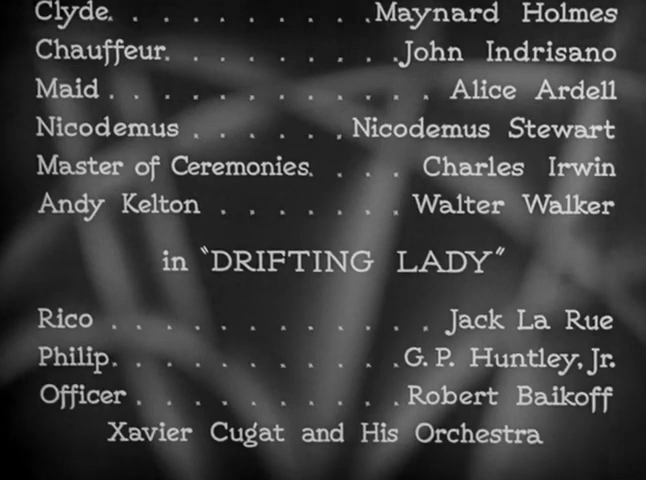 Clyde. . . . . . . . . . Maynard Holmes
Chauffeur. . . . . . . . . John Indrisano
Maid . . . . . . . . . . . . Alice Ardell
Nicodemus . . . . . . Nicodemus Stewart
Master of Ceremonies. . . . . Charles Irwin
Andy Kelton . . . . . . . Walter Walker
in "DRIFTING LADY"
Rico . . . . . . . . . . . . Jack La Rue
Philip. . . . . . . . . . . G. P. Huntley, Jr.
Officer . . . . . . . . . . Robert Baikoff
Xavier Cugat and His Orchestra